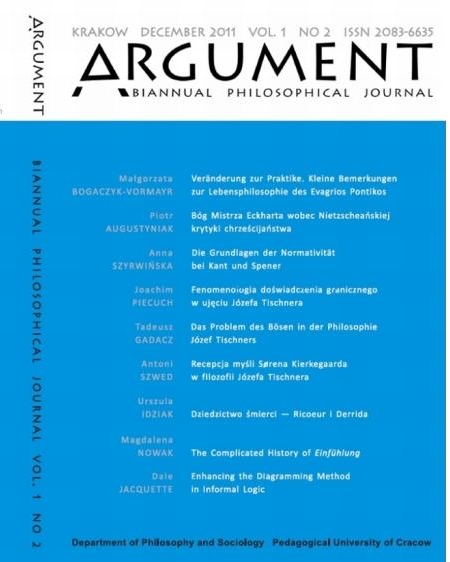 ARGUMENT
BIANNUAL PHILOSOPHICAL JOURNAL VOL. 1 NO 2
KRAKOW DECEMBER 2011 VOL. 1 NO 2 ISSN 2083-6635
ARGUMENT
BIANNUAL PHILOSOPHICAL JOURNAL
Małgorzata
BOGACZYK-VORMAYR
Veränderung zur Praktike. Kleine Bemerkungen
zur Lebensphilosophie des Evagrios Pontikos
Piotr
AUGUSTYNIAK
Bóg Mistrza Eckharta wobec Nietzscheańskiej
krytyki chrześcijaństwa
Anna
SZYRWIŃSKA
Die Grundlagen der Normativität
bei Kant und Spener
Joachim
PIECUCH
Fenomenologia doświadczenia granicznego
w ujęciu Józefa Tischnera
Tadeusz
GADACZ
Das Problem des Bösen in der Philosophie
Józef Tischners
Antoni
SZWED
Recepcja myśli Sørena Kierkegaarda
w filozofii Józefa Tischnera
Urszula
IDZIAK
Dziedzictwo śmierci — Ricoeur i Derrida
Magdalena
NOWAK
The Complicated History of Einfühlung
Dale
JACQUETTE
Enhancing the Diagramming Method
in Informal Logic
Department of Philosophy and Sociology Pedagogical University of Cracow